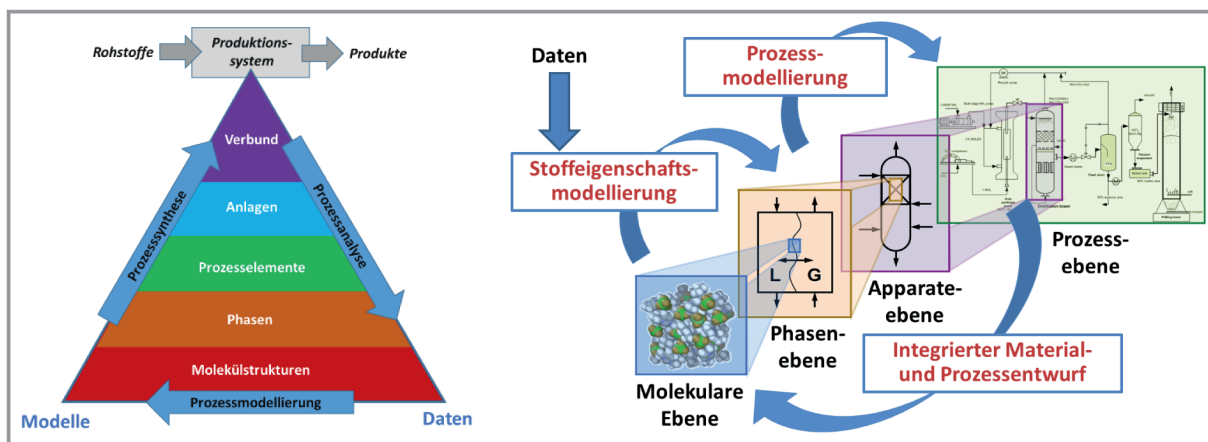 Rohstoffe
Produktions-
system
Produkte
Verbund
Anlagen
Prozesselemente
Phasen
Molekülstrukturen
Prozesssynthese
Prozessanalyse
Prozessmodellierung
Modelle
Daten
Daten
Prozess-
modellierung
Stoffeigenschafts-
modellierung
L G
Molekulare
Ebene
Phasen-
ebene
Apparate-
ebene
Prozess-
ebene
Integrierter Material-
und Prozessentwurf